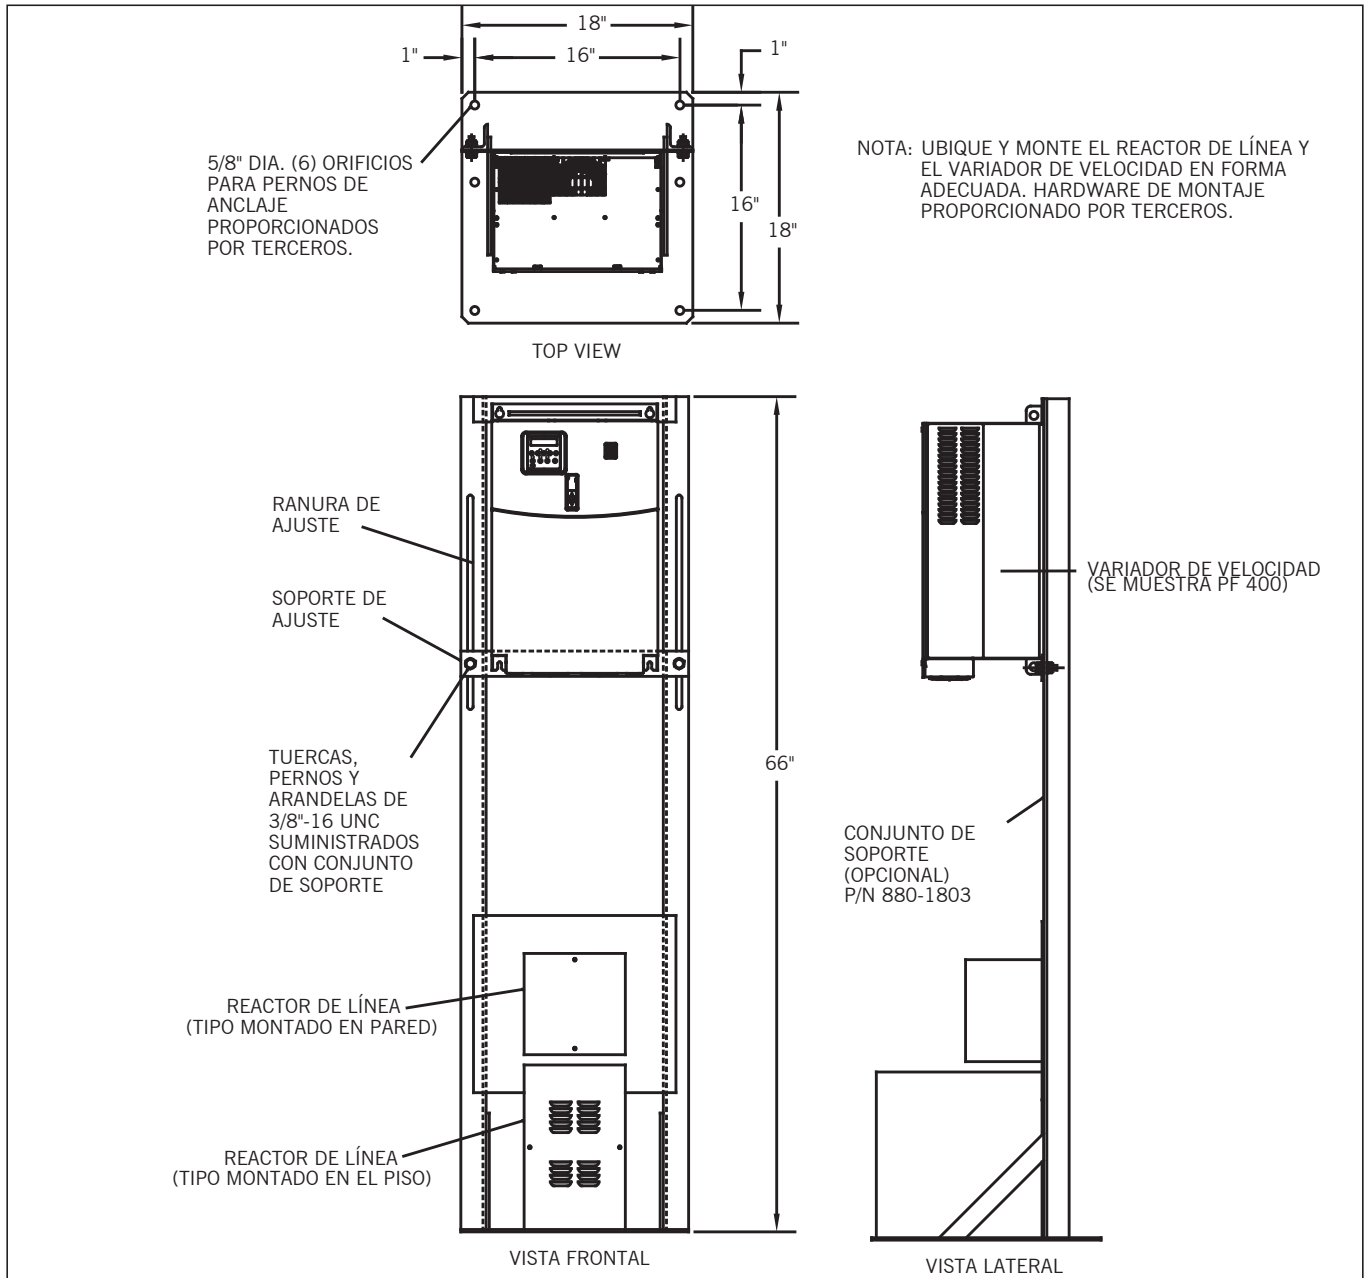 18"
1"
16"
1"
5/8" DIA. (6) ORIFICIOS
PARA PERNOS DE
ANCLAJE
PROPORCIONADOS
POR TERCEROS.
16"
18"
NOTA: UBIQUE Y MONTE EL REACTOR DE LÍNEA Y
EL VARIADOR DE VELOCIDAD EN FORMA
ADECUADA. HARDWARE DE MONTAJE
PROPORCIONADO POR TERCEROS.
TOP VIEW
RANURA DE
AJUSTE
SOPORTE DE
AJUSTE
TUERCAS,
PERNOS Y
ARANDELAS DE
3/8"-16 UNC
SUMINISTRADOS
CON CONJUNTO
DE SOPORTE
66"
VARIADOR DE VELOCIDAD
(SE MUESTRA PF 400)
CONJUNTO DE
SOPORTE
(OPCIONAL)
P/N 880-1803
REACTOR DE LÍNEA
(TIPO MONTADO EN PARED)
REACTOR DE LÍNEA
(TIPO MONTADO EN EL PISO)
VISTA FRONTAL
VISTA LATERAL